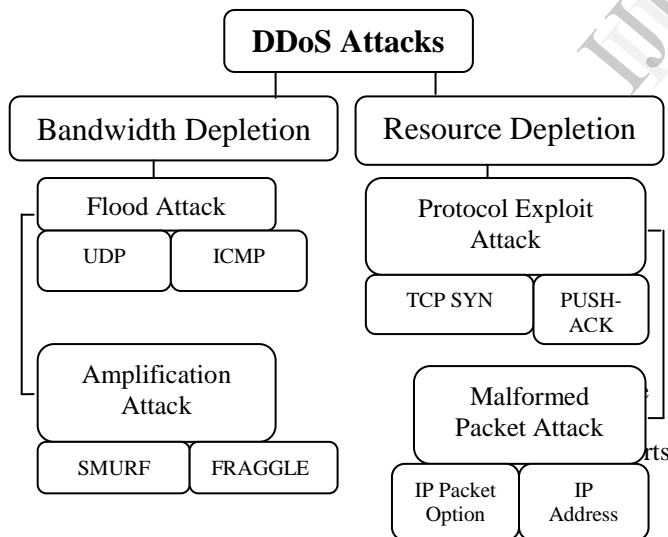 DDoS Attacks
Bandwidth Depletion
Flood Attack
UDP
ICMP
Amplification
Attack
SMURF
FRAGGLE
Resource Depletion
Protocol Exploit
Attack
TCP SYN
PUSH-
ACK
Malformed
Packet Attack
e
rts
IP Packet
Option
IP
Address